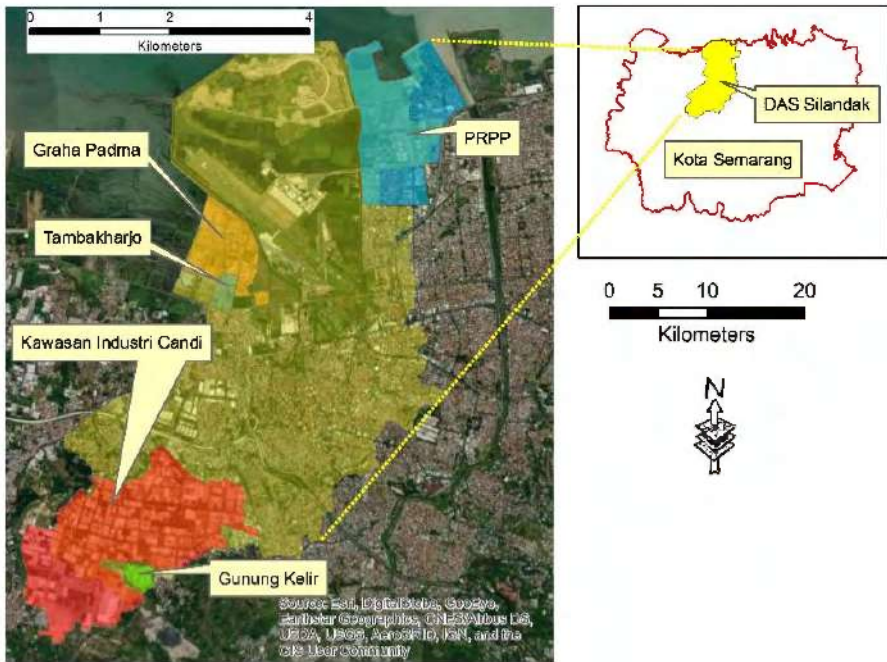 0 1 2 4
Kilometers
Graha Padma
PRPP
Tambakharjo
Kawasan Industri Candi
Gunung Kelir
Source: Esri, DigitalGlobe, GeoEye,
Earthstar Geographics, CNES/Airbus DS,
USDA, USGS, AeroGRID, IGN, and the
GIS User Community
DAS Silandak
Kota Semarang
0 5 10 20
Kilometers
N